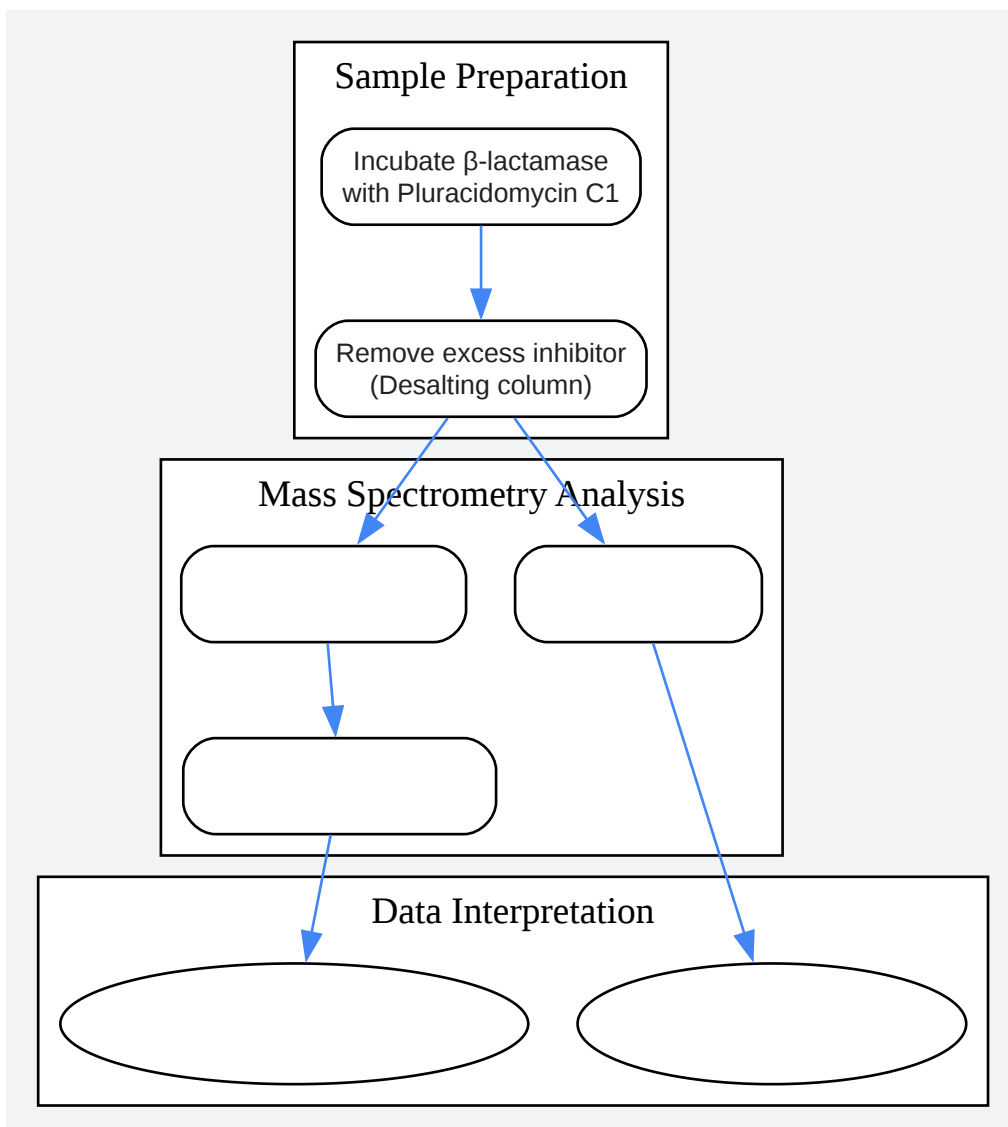 Sample Preparation
Incubate β-lactamase
with Pluracidomycin C1
Remove excess inhibitor
(Desalting column)
Mass Spectrometry Analysis
Data Interpretation